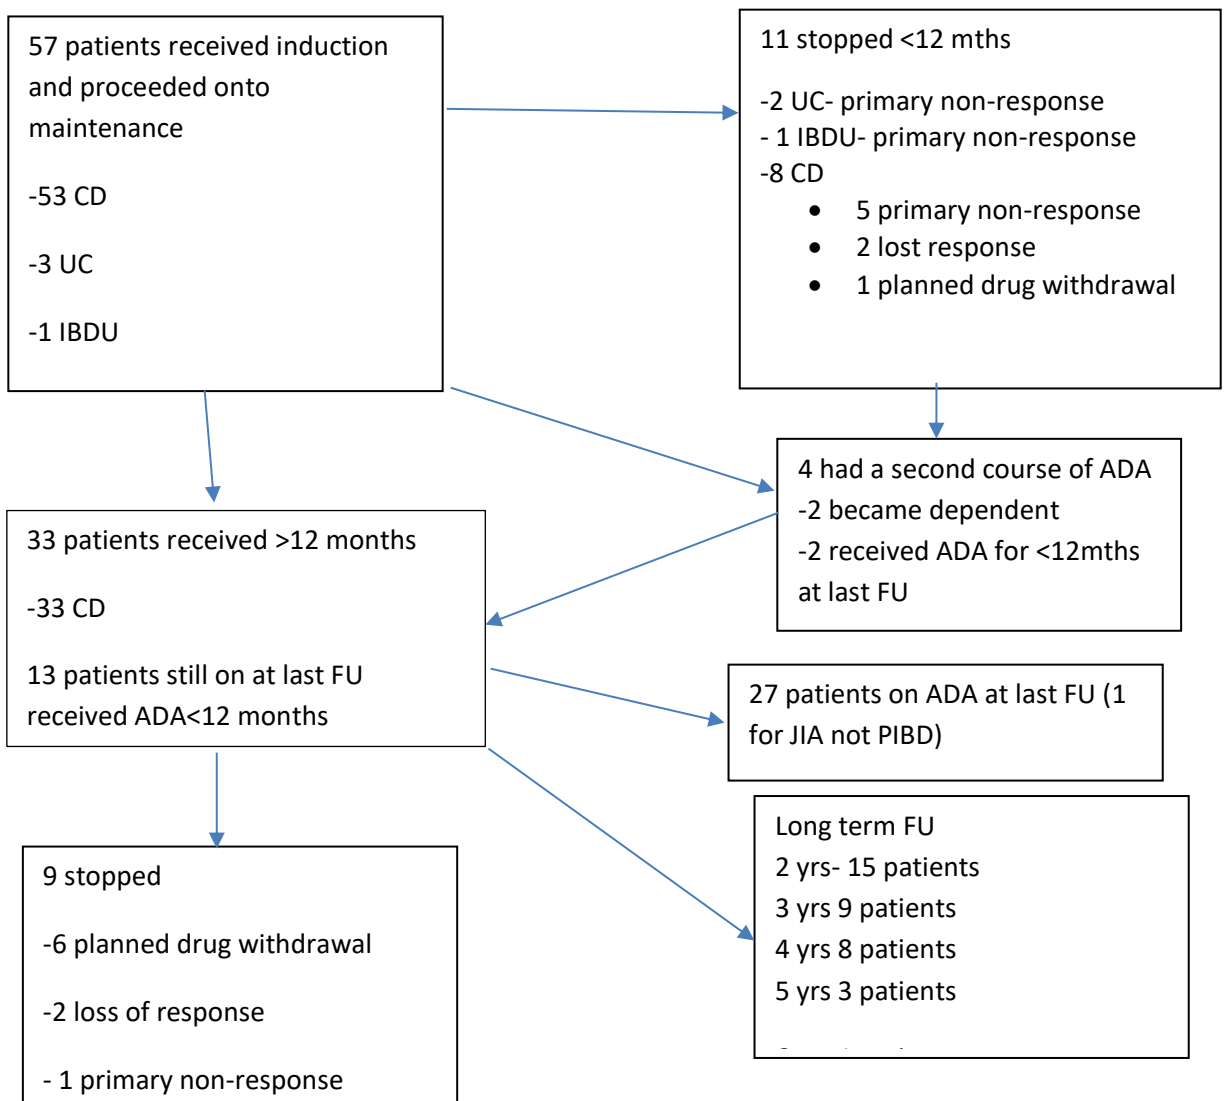 57 patients received induction
and proceeded onto
maintenance
-53 CD
-3 UC
-1 IBDU
11 stopped <12 mths
-2 UC- primary non-response
- 1 IBDU- primary non-response
-8 CD
• 5 primary non-response
• 2 lost response
• 1 planned drug withdrawal
4 had a second course of ADA
-2 became dependent
-2 received ADA for <12mths
at last FU
33 patients received >12 months
-33 CD
13 patients still on at last FU
received ADA<12 months
27 patients on ADA at last FU (1
for JIA not PIBD)
Long term FU
2 yrs- 15 patients
3 yrs 9 patients
4 yrs 8 patients
5 yrs 3 patients
9 stopped
-6 planned drug withdrawal
-2 loss of response
- 1 primary non-response